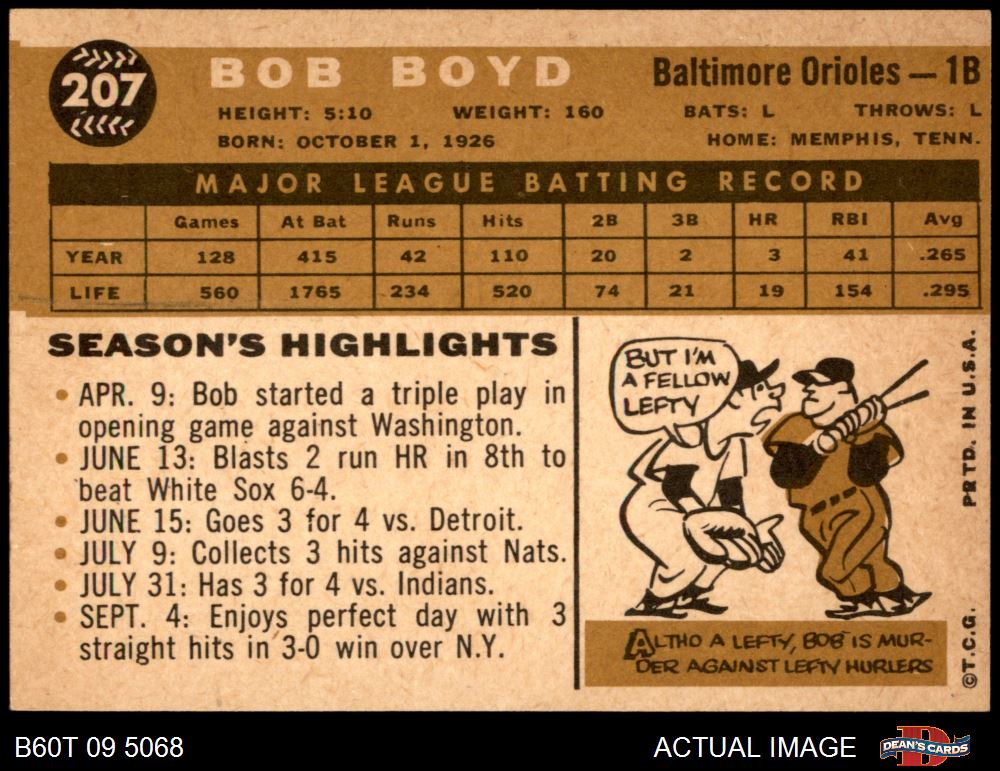 207
BOB BOYD
Baltimore Orioles — 1B
HEIGHT: 5:10 WEIGHT: 160 BATS: L THROWS: L
BORN: OCTOBER 1, 1926 HOME: MEMPHIS, TENN.
MAJOR LEAGUE BATTING RECORD
Games At Bat Runs Hits 2B 3B HR RBI Avg
YEAR 128 415 42 110 20 2 3 41 .265
LIFE 560 1765 234 520 74 21 19 154 .295
SEASON'S HIGHLIGHTS
• APR. 9: Bob started a triple play in
opening game against Washington.
• JUNE 13: Blasts 2 run HR in 8th to
beat White Sox 6-4.
• JUNE 15: Goes 3 for 4 vs. Detroit.
• JULY 9: Collects 3 hits against Nats.
• JULY 31: Has 3 for 4 vs. Indians.
• SEPT. 4: Enjoys perfect day with 3
straight hits in 3-0 win over N.Y.
BUT I'M
A FELLOW
LEFTY
ALTHO A LEFTY, BOB IS MUR-
DER AGAINST LEFTY HURLERS
©T.C.G. PRTD. IN U.S.A.
B60T 09 5068
ACTUAL IMAGE
DEAN'S CARDS